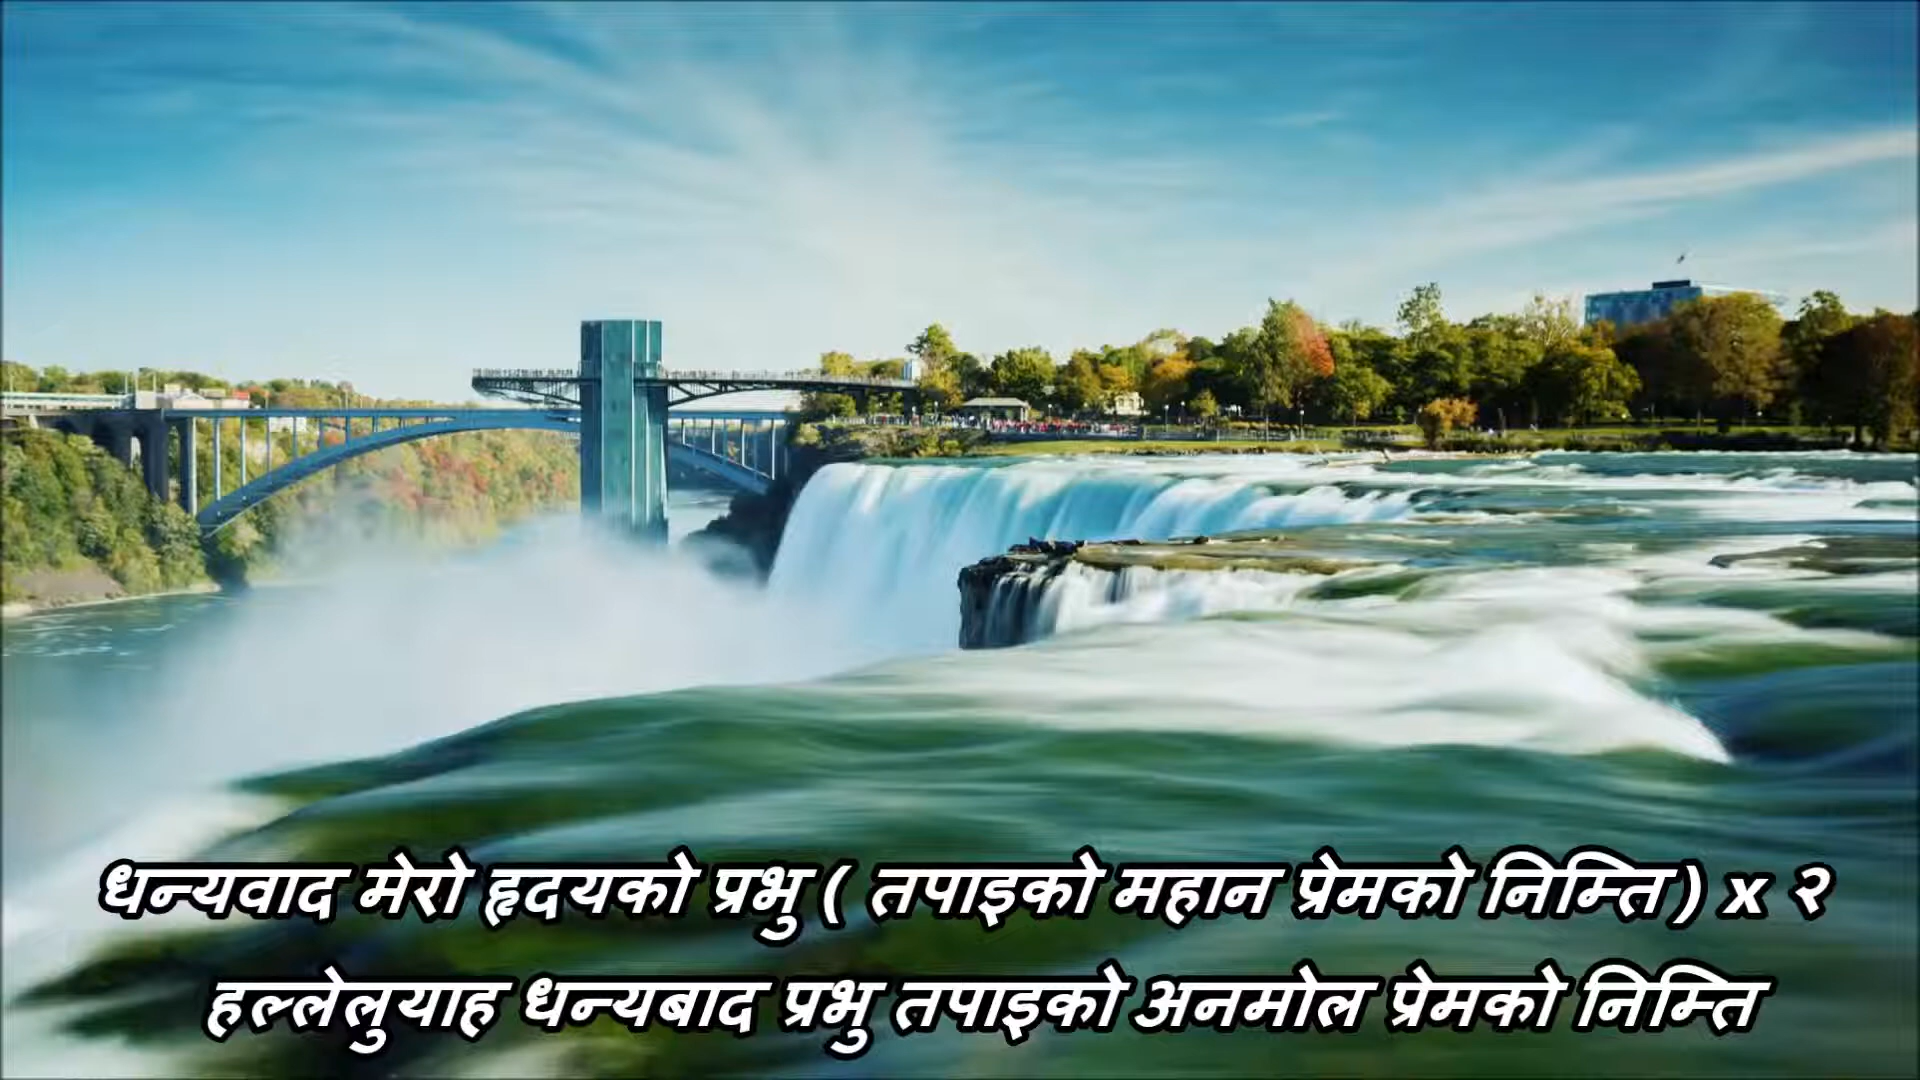 धन्यवाद मेरो हृदयको प्रभु ( तपाइको महान प्रेमको निम्ति ) x २
हल्लेलुयाह धन्यबाद प्रभु तपाइको अनमोल प्रेमको निम्ति